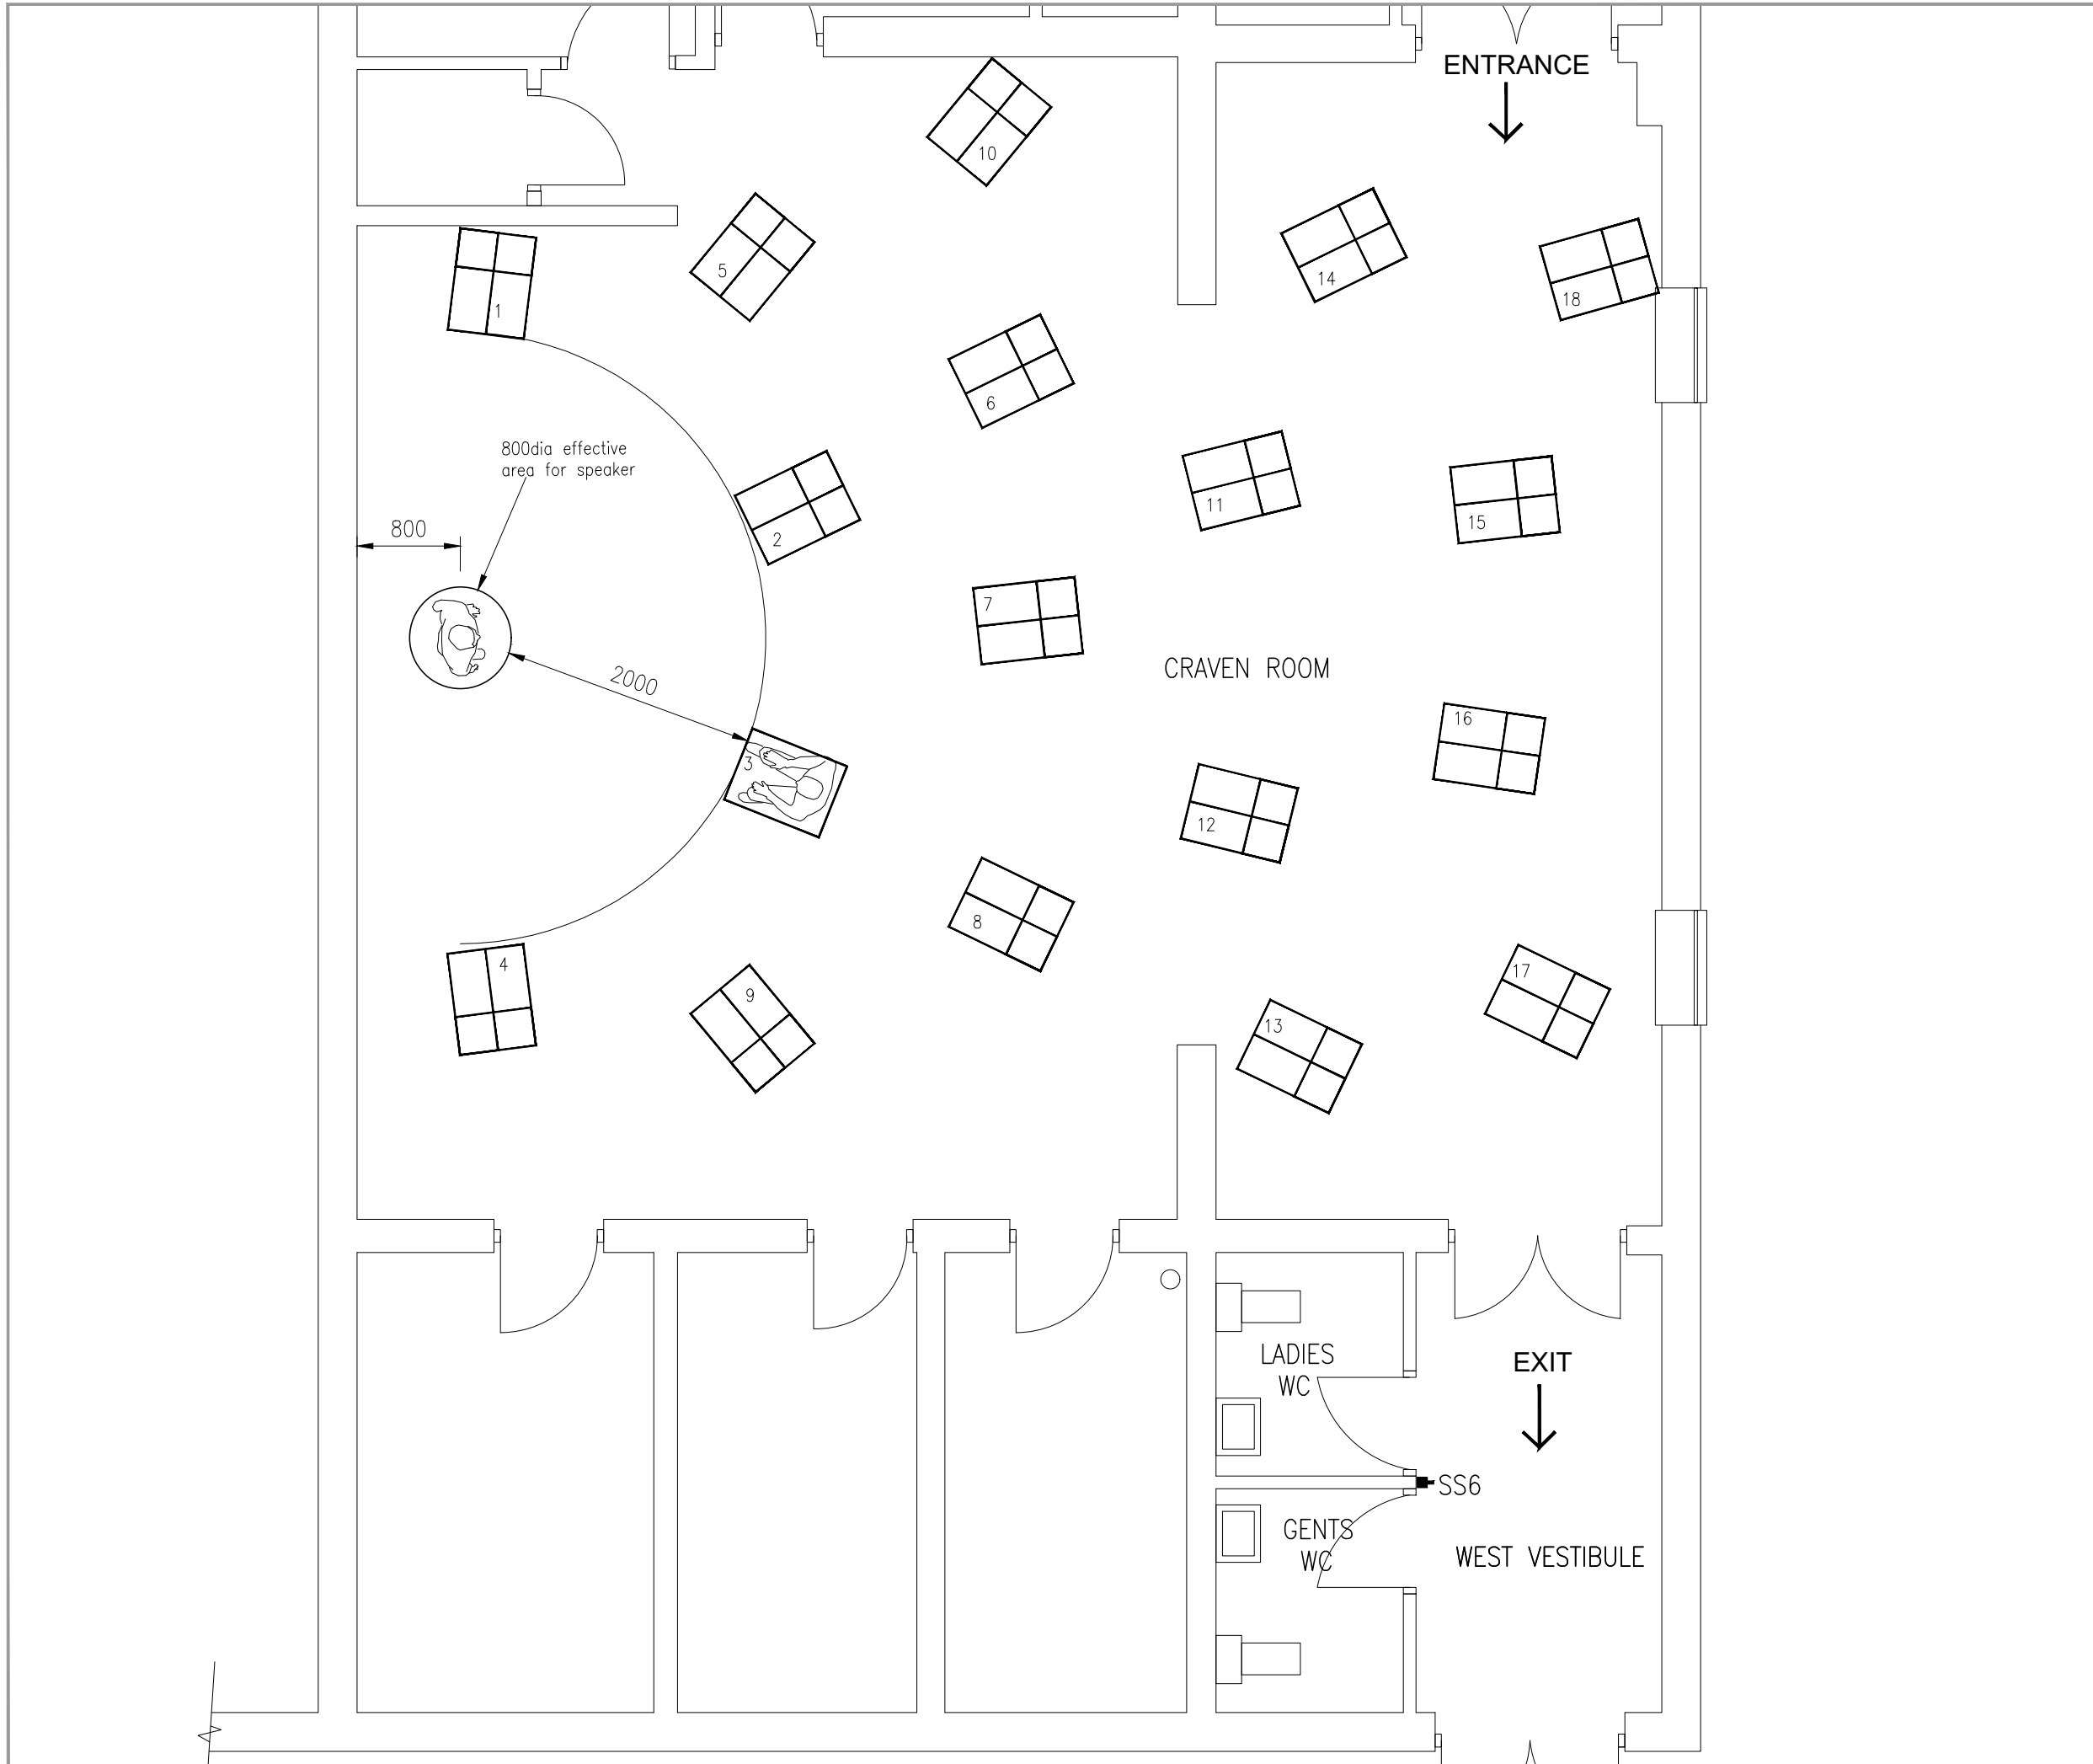 ENTRANCE
10
5
14
18
1
6
800dia effective
area for speaker
11
15
2
800
7
CRAVEN ROOM
2000
16
3
12
8
4
17
9
13
LADIES
WC
EXIT
SS6
GENTS
WC
WEST VESTIBULE